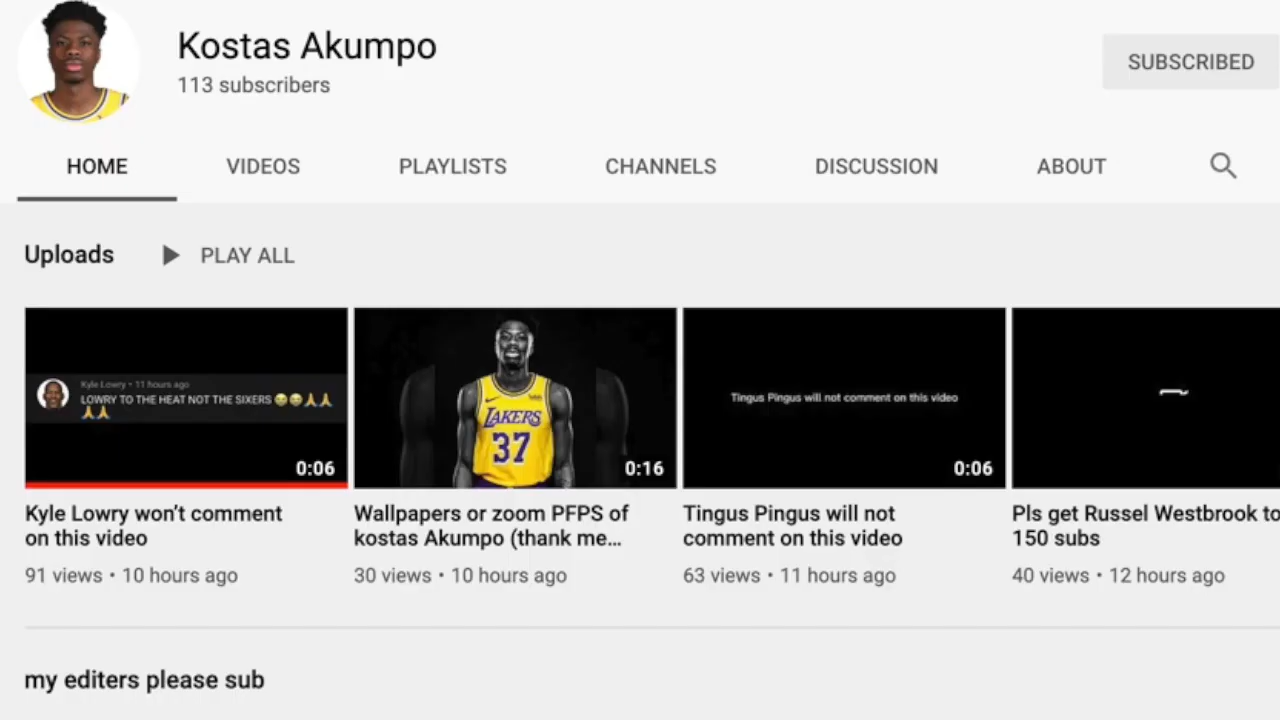 Kostas Akumpo
113 subscribers
SUBSCRIBED
HOME VIDEOS PLAYLISTS CHANNELS DISCUSSION ABOUT
Uploads PLAY ALL
Kyle Lowry • 11 hours ago
LOWRY TO THE HEAT NOT THE SIXERS 😭😭🙏🙏
🙏🙏
0:06
LAKERS
37
0:16
Tingus Pingus will not comment on this video
0:06
Kyle Lowry won’t comment
on this video
91 views • 10 hours ago
Wallpapers or zoom PFPS of
kostas Akumpo (thank me...
30 views • 10 hours ago
Tingus Pingus will not
comment on this video
63 views • 11 hours ago
Pls get Russel Westbrook to
150 subs
40 views • 12 hours ago
my editers please sub